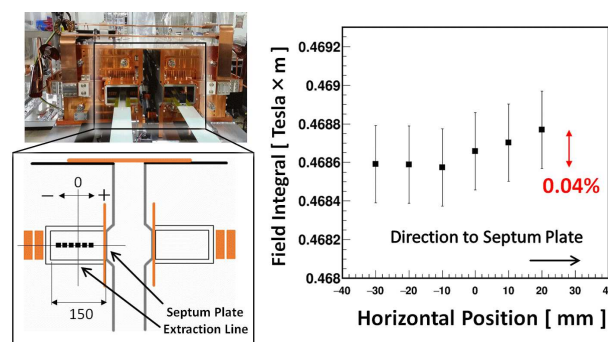 0
− +
150
Septum Plate
Extraction Line
Field Integral [ Tesla × m ]
0.4692
0.469
0.4688
0.4686
0.4684
0.4682
0.468
0.04%
Direction to Septum Plate
−40 −30 −20 −10 0 10 20 30 40
Horizontal Position [ mm ]